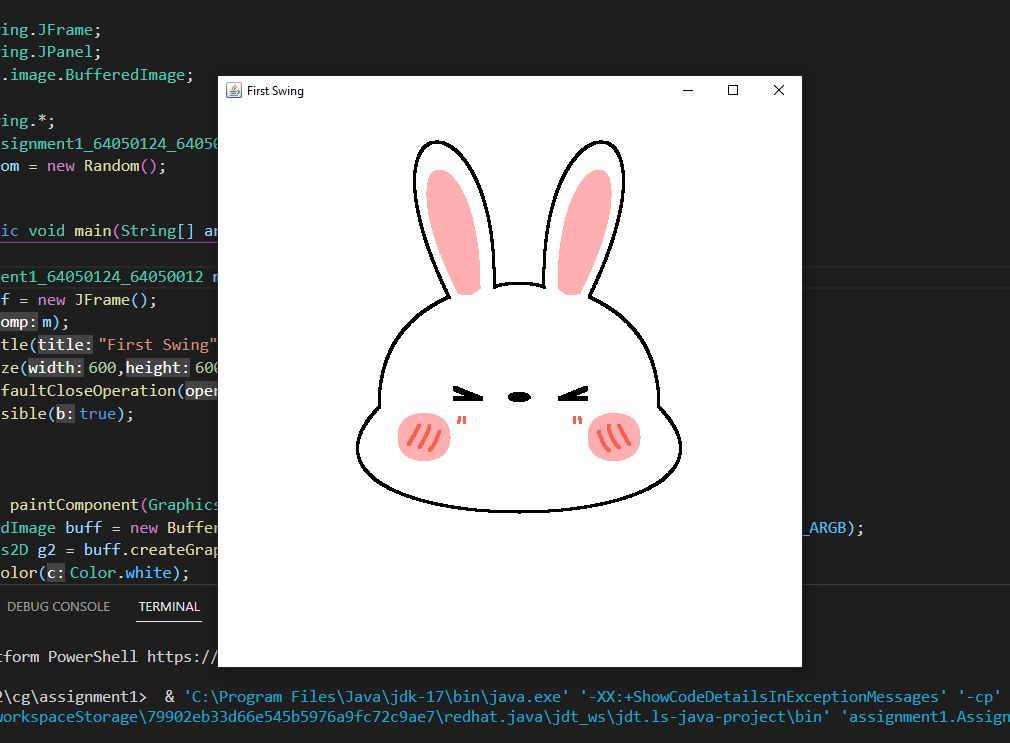 ing.JFrame;
ing.JPanel;
.image.BufferedImage;
First Swing
ing.*;
signment1_64050124_6405
om = new Random();
ic void main(String[] ar
ent1_64050124_64050012 m
f = new JFrame();
omp: m);
tle(title: "First Swing"
ze(width: 600,height: 600
faultCloseOperation(oper
sible(b: true);
paintComponent(Graphics
dImage buff = new Buffer _ARGB);
s2D g2 = buff.createGrap
olor(c: Color.white);
DEBUG CONSOLE TERMINAL
tform PowerShell https://
2\cg\assignment1> & 'C:\Program Files\Java\jdk-17\bin\java.exe' '-XX:+ShowCodeDetailsInExceptionMessages' '-cp'
workspaceStorage\79902eb33d66e545b5976a9fc72c9ae7\redhat.java\jdt_ws\jdt.ls-java-project\bin' 'assignment1.Assign